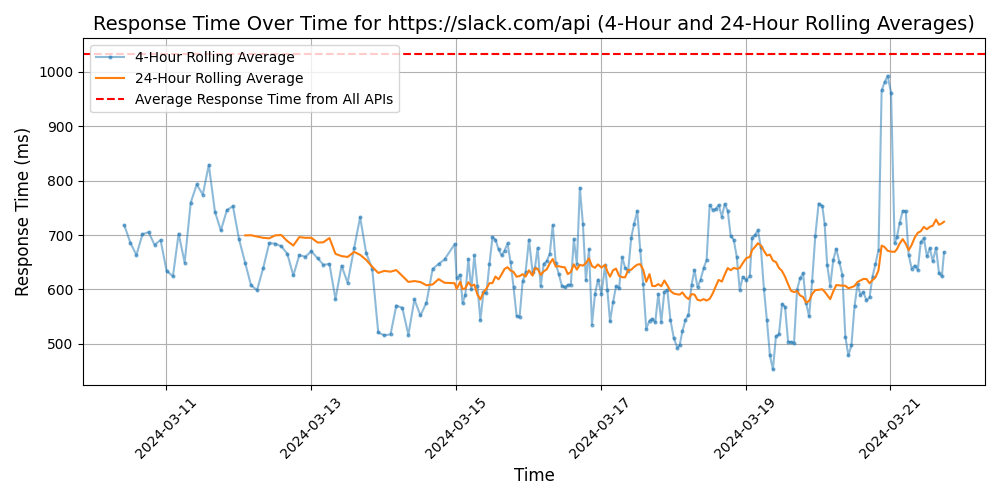 Response Time Over Time for https://slack.com/api (4-Hour and 24-Hour Rolling Averages)
4-Hour Rolling Average
24-Hour Rolling Average
Average Response Time from All APIs
Response Time (ms)
1000
900
800
700
600
500
2024-03-11
2024-03-13
2024-03-15
2024-03-17
2024-03-19
2024-03-21
Time